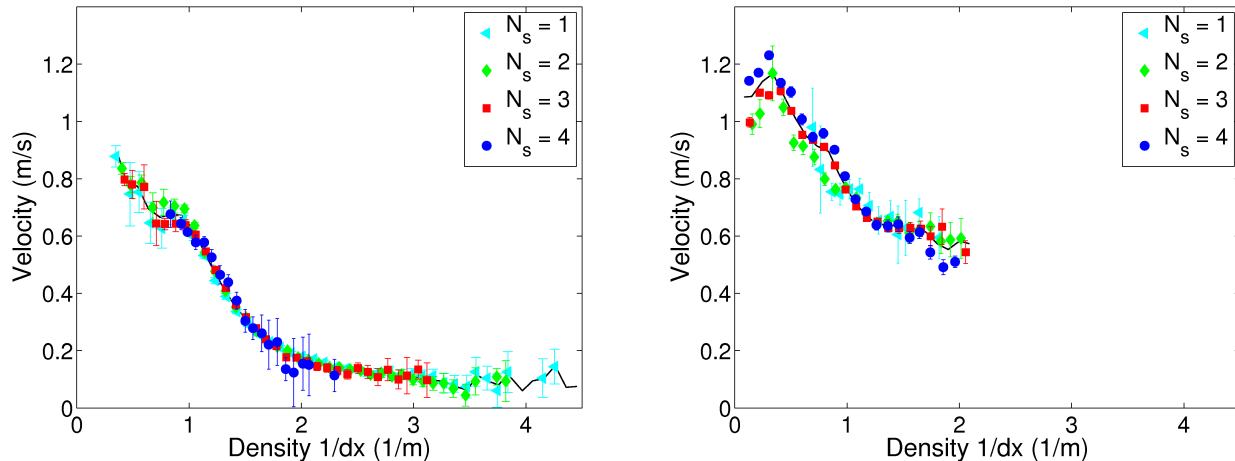 N_s = 1
N_s = 2
N_s = 3
N_s = 4
1.2
1
0.8
0.6
0.4
0.2
0
Velocity (m/s)
0 1 2 3 4
Density 1/dx (1/m)
N_s = 1
N_s = 2
N_s = 3
N_s = 4
1.2
1
0.8
0.6
0.4
0.2
0
Velocity (m/s)
0 1 2 3 4
Density 1/dx (1/m)